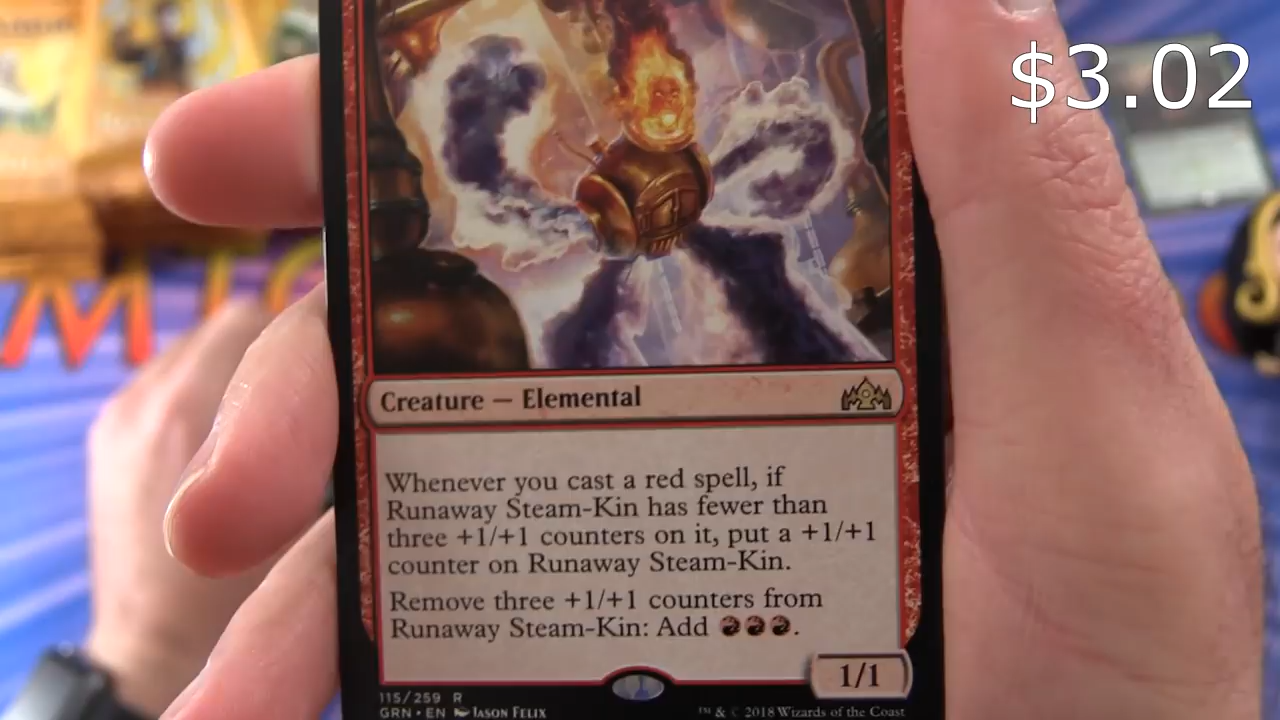 $3.02
Creature — Elemental
Whenever you cast a red spell, if
Runaway Steam-Kin has fewer than
three +1/+1 counters on it, put a +1/+1
counter on Runaway Steam-Kin.
Remove three +1/+1 counters from
Runaway Steam-Kin: Add .
1/1
115/259 R
GRN • EN JASON FELIX
™ & © 2018 Wizards of the Coast